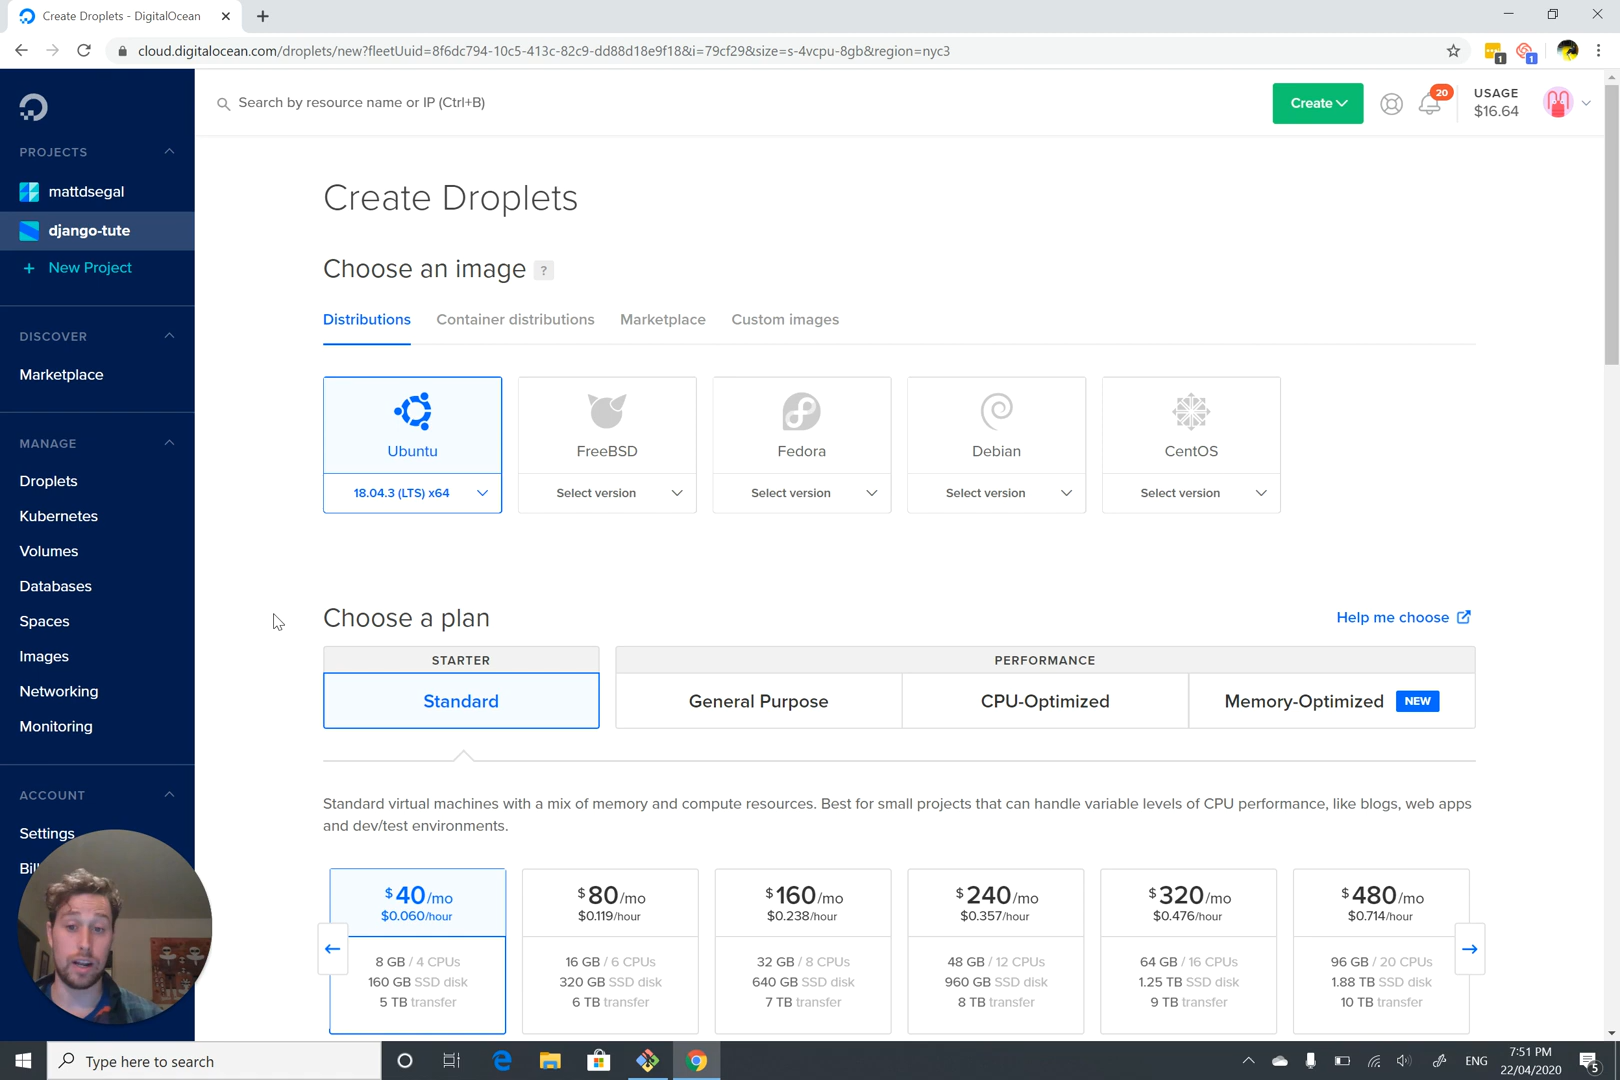 Create Droplets - DigitalOcean
cloud.digitalocean.com/droplets/new?fleetUuid=8f6dc794-10c5-413c-82c9-dd88d18e9f18&i=79cf29&size=s-4vcpu-8gb&region=nyc3
1
1
Search by resource name or IP (Ctrl+B)
Create
20
USAGE
$16.64
PROJECTS
mattdsegal
django-tute
+ New Project
DISCOVER
Marketplace
MANAGE
Droplets
Kubernetes
Volumes
Databases
Spaces
Images
Networking
Monitoring
ACCOUNT
Settings
Create Droplets
Choose an image ?
Distributions Container distributions Marketplace Custom images
Ubuntu FreeBSD Fedora Debian CentOS
18.04.3 (LTS) x64 Select version Select version Select version Select version
Choose a plan
Help me choose
STARTER PERFORMANCE
Standard General Purpose CPU-Optimized Memory-Optimized NEW
Standard virtual machines with a mix of memory and compute resources. Best for small projects that can handle variable levels of CPU performance, like blogs, web apps
and dev/test environments.
$40/mo $80/mo $160/mo $240/mo $320/mo $480/mo
$0.060/hour $0.119/hour $0.238/hour $0.357/hour $0.476/hour $0.714/hour
8 GB / 4 CPUs 16 GB / 6 CPUs 32 GB / 8 CPUs 48 GB / 12 CPUs 64 GB / 16 CPUs 96 GB / 20 CPUs
160 GB SSD disk 320 GB SSD disk 640 GB SSD disk 960 GB SSD disk 1.25 TB SSD disk 1.88 TB SSD disk
5 TB transfer 6 TB transfer 7 TB transfer 8 TB transfer 9 TB transfer 10 TB transfer
Type here to search
ENG
7:51 PM
22/04/2020
5